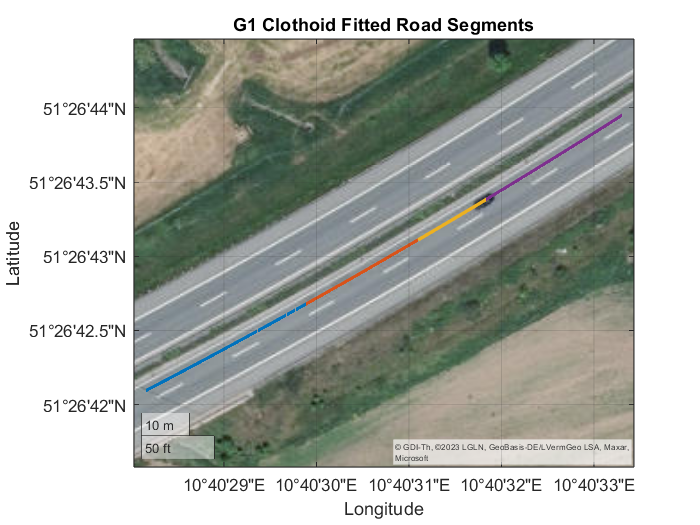 G1 Clothoid Fitted Road Segments
51°26'44"N
51°26'43.5"N
51°26'43"N
51°26'42.5"N
51°26'42"N
Latitude
10 m
50 ft
© GDI-Th, ©2023 LGLN, GeoBasis-DE/LVermGeo LSA, Maxar,
Microsoft
10°40'29"E 10°40'30"E 10°40'31"E 10°40'32"E 10°40'33"E
Longitude